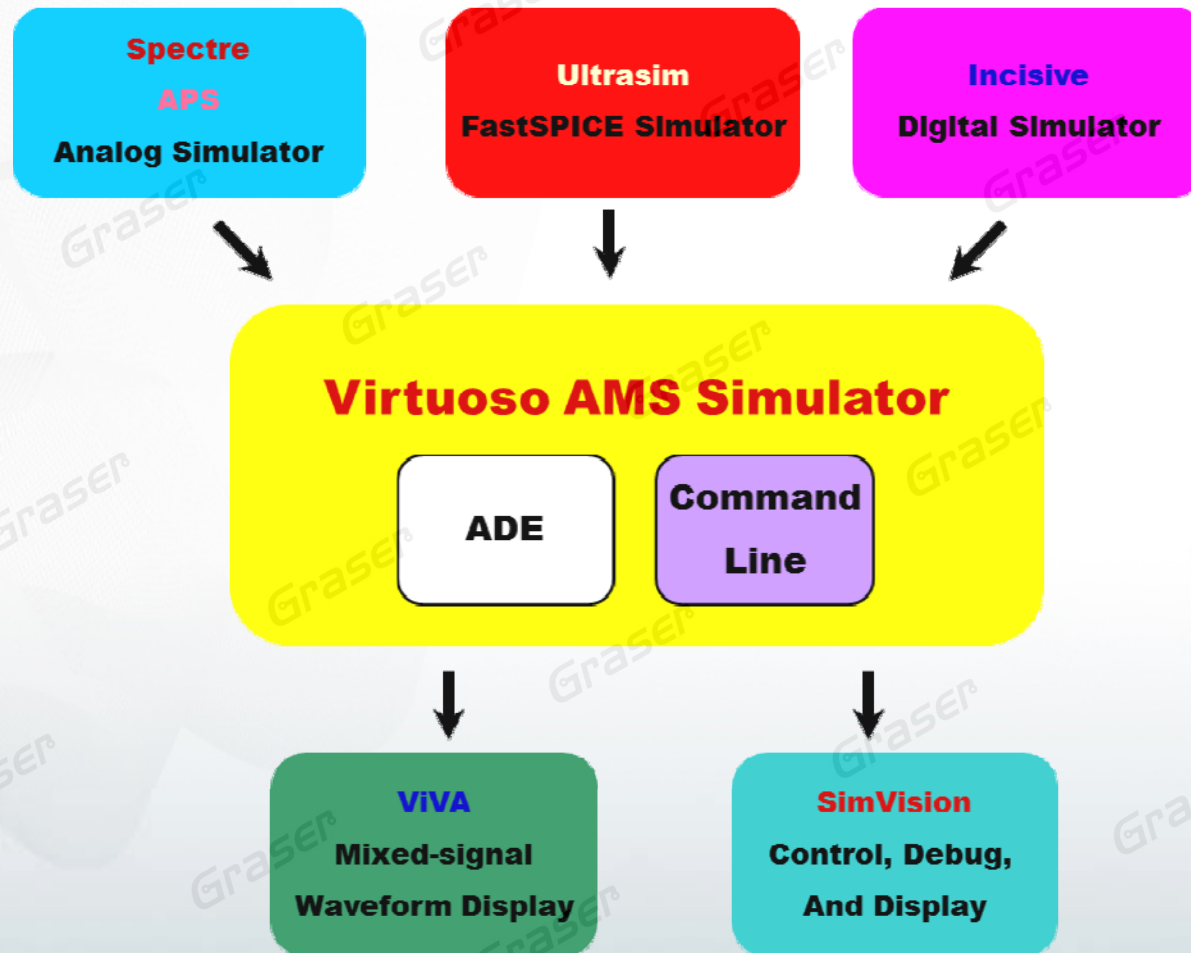 Spectre
APS
Analog Simulator
Ultrasim
FastSPICE Simulator
Incisive
Digital Simulator
Virtuoso AMS Simulator
ADE
Command
Line
ViVA
Mixed-signal
Waveform Display
SimVision
Control, Debug,
And Display
Graser